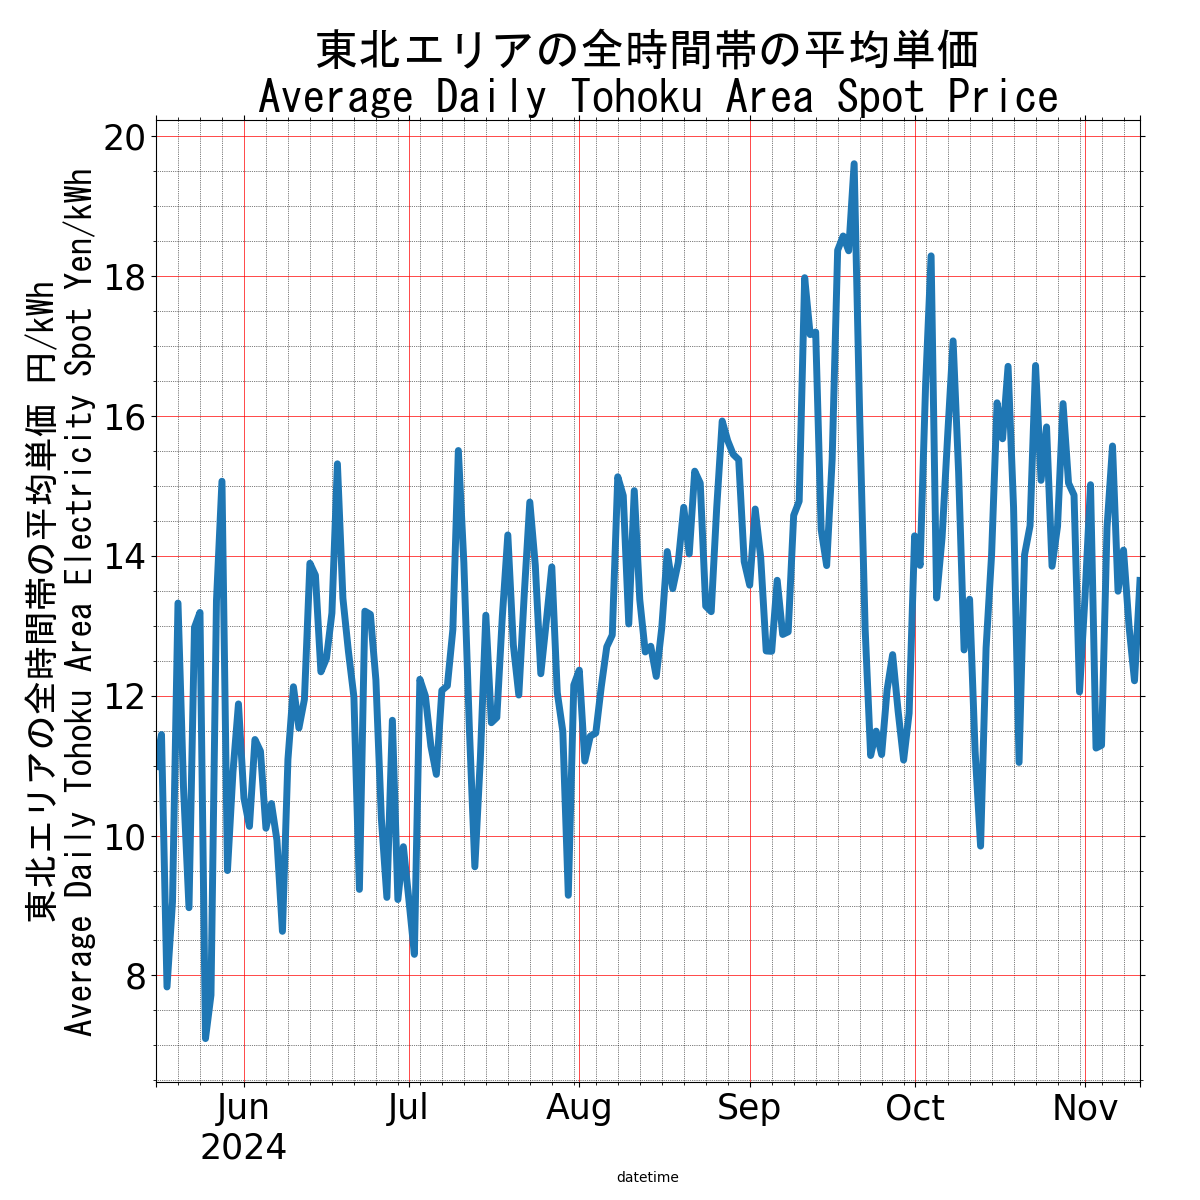 東北エリアの全時間帯の平均単価
Average Daily Tohoku Area Spot Price
東北エリアの全時間帯の平均単価 円/kWh
Average Daily Tohoku Area Electricity Spot Yen/kWh
20
18
16
14
12
10
8
Jun Jul Aug Sep Oct Nov
2024
datetime